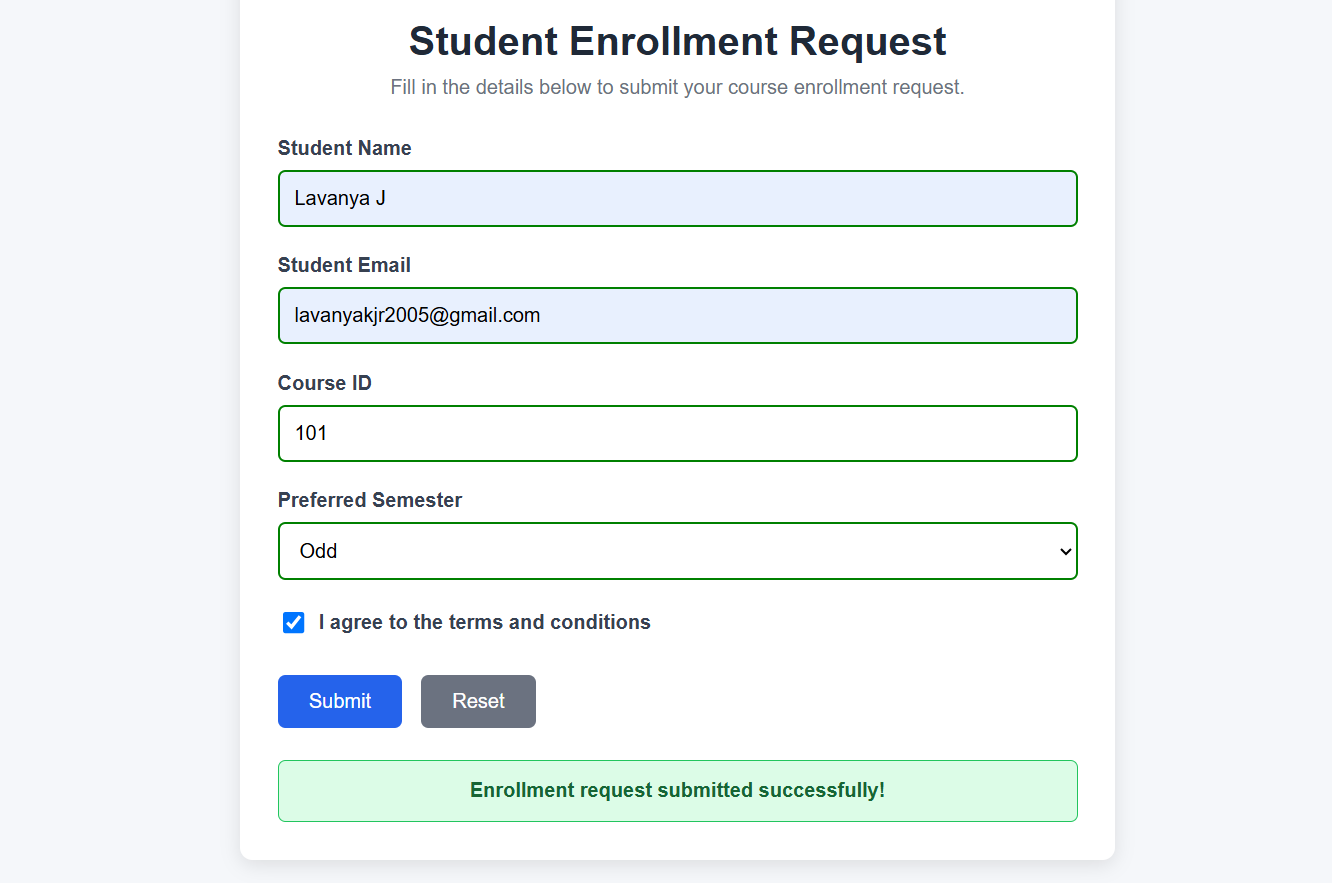 Student Enrollment Request
Fill in the details below to submit your course enrollment request.
Student Name
Lavanya J
Student Email
lavanyakjr2005@gmail.com
Course ID
101
Preferred Semester
Odd
I agree to the terms and conditions
Submit
Reset
Enrollment request submitted successfully!